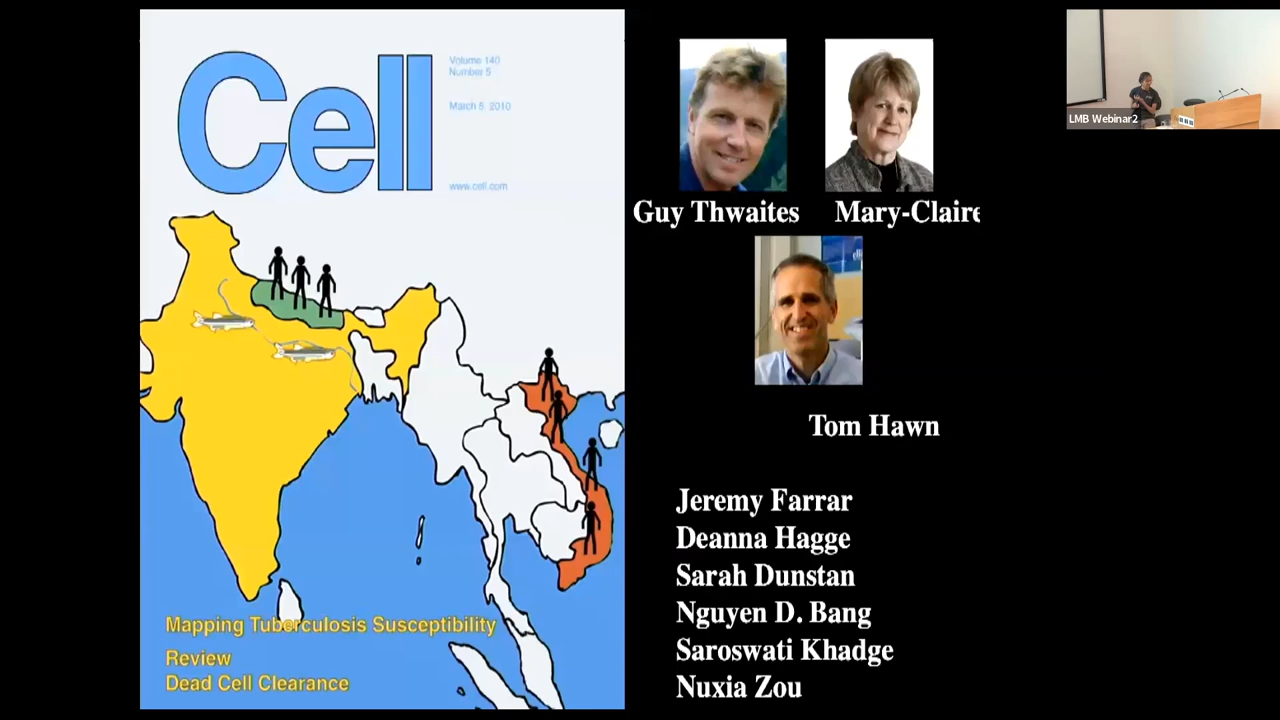 Cell
Volume 140
Number 5
March 5, 2010
www.cell.com
Mapping Tuberculosis Susceptibility
Review
Dead Cell Clearance
Guy Thwaites
Mary-Claire
Tom Hawn
Jeremy Farrar
Deanna Hagge
Sarah Dunstan
Nguyen D. Bang
Saroswati Khadge
Nuxia Zou
LMB Webinar2